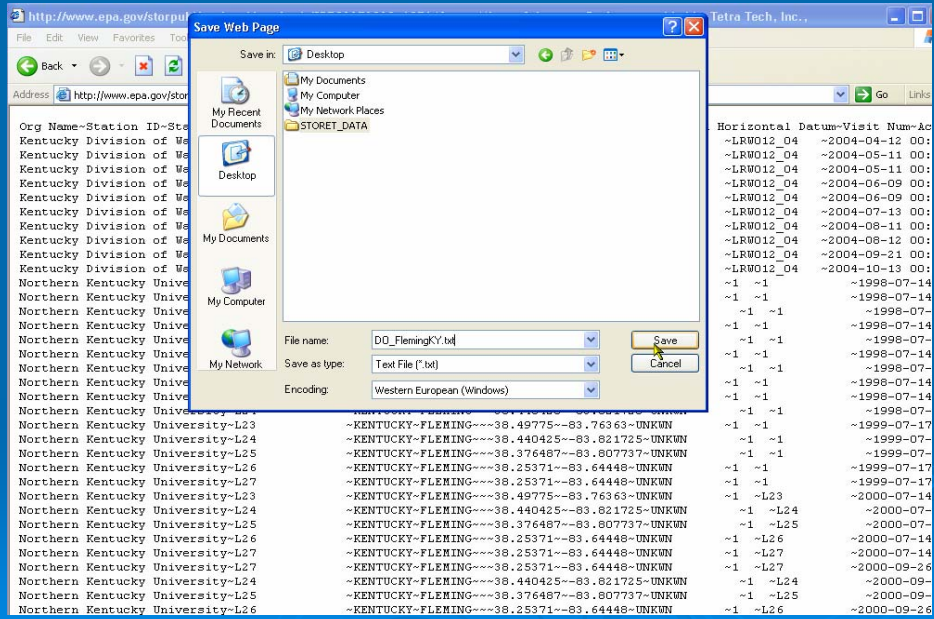 http://www.epa.gov/storpu Tetra Tech, Inc.,
File Edit View Favorites Too
Back
Address http://www.epa.gov/stor Go Links
Save Web Page
Save in: Desktop
My Documents
My Computer
My Network Places
STORET_DATA
My Recent
Documents
Desktop
My Documents
My Computer
My Network
File name: DO_FlemingKY.txt Save
Save as type: Text File (*.txt) Cancel
Encoding: Western European (Windows)
Org Name~Station ID~Sta Horizontal Datum~Visit Num~Ac
Kentucky Division of Wa ~LRW012_04 ~2004-04-12 00:
Kentucky Division of Wa ~LRW012_04 ~2004-05-11 00:
Kentucky Division of Wa ~LRW012_04 ~2004-05-11 00:
Kentucky Division of Wa ~LRW012_04 ~2004-06-09 00:
Kentucky Division of Wa ~LRW012_04 ~2004-06-09 00:
Kentucky Division of Wa ~LRW012_04 ~2004-07-13 00:
Kentucky Division of Wa ~LRW012_04 ~2004-08-11 00:
Kentucky Division of Wa ~LRW012_04 ~2004-08-12 00:
Kentucky Division of Wa ~LRW012_04 ~2004-09-21 00:
Kentucky Division of Wa ~LRW012_04 ~2004-10-13 00:
Northern Kentucky Unive ~1 ~1 ~1998-07-14
Northern Kentucky Unive ~1 ~1 ~1998-07-14
Northern Kentucky Unive ~1 ~1 ~1998-07-
Northern Kentucky Unive ~1 ~1 ~1998-07-14
Northern Kentucky Unive ~1 ~1 ~1998-07-
Northern Kentucky Unive ~1 ~1 ~1998-07-14
Northern Kentucky Unive ~1 ~1 ~1998-07-
Northern Kentucky Unive ~1 ~1 ~1998-07-14
Northern Kentucky Unive ~1 ~1 ~1998-07-14
Northern Kentucky University ~1 ~1 ~1998-07-
Northern Kentucky University~L23 ~KENTUCKY~FLEMING~~~38.49775~-83.76363~UNKWN ~1 ~1 ~1999-07-17
Northern Kentucky University~L24 ~KENTUCKY~FLEMING~~~38.440425~-83.821725~UNKWN ~1 ~1 ~1999-07-
Northern Kentucky University~L25 ~KENTUCKY~FLEMING~~~38.376487~-83.807737~UNKWN ~1 ~1 ~1999-07-
Northern Kentucky University~L26 ~KENTUCKY~FLEMING~~~38.25371~-83.64448~UNKWN ~1 ~1 ~1999-07-17
Northern Kentucky University~L27 ~KENTUCKY~FLEMING~~~38.25371~-83.64448~UNKWN ~1 ~1 ~1999-07-17
Northern Kentucky University~L23 ~KENTUCKY~FLEMING~~~38.49775~-83.76363~UNKWN ~1 ~L23 ~2000-07-14
Northern Kentucky University~L24 ~KENTUCKY~FLEMING~~~38.440425~-83.821725~UNKWN ~1 ~L24 ~2000-07-
Northern Kentucky University~L25 ~KENTUCKY~FLEMING~~~38.376487~-83.807737~UNKWN ~1 ~L25 ~2000-07-
Northern Kentucky University~L26 ~KENTUCKY~FLEMING~~~38.25371~-83.64448~UNKWN ~1 ~L26 ~2000-07-14
Northern Kentucky University~L27 ~KENTUCKY~FLEMING~~~38.25371~-83.64448~UNKWN ~1 ~L27 ~2000-07-14
Northern Kentucky University~L27 ~KENTUCKY~FLEMING~~~38.25371~-83.64448~UNKWN ~1 ~L27 ~2000-09-26
Northern Kentucky University~L24 ~KENTUCKY~FLEMING~~~38.440425~-83.821725~UNKWN ~1 ~L24 ~2000-09-
Northern Kentucky University~L25 ~KENTUCKY~FLEMING~~~38.376487~-83.807737~UNKWN ~1 ~L25 ~2000-09-
Northern Kentucky University~L26 ~KENTUCKY~FLEMING~~~38.25371~-83.64448~UNKWN ~1 ~L26 ~2000-09-26